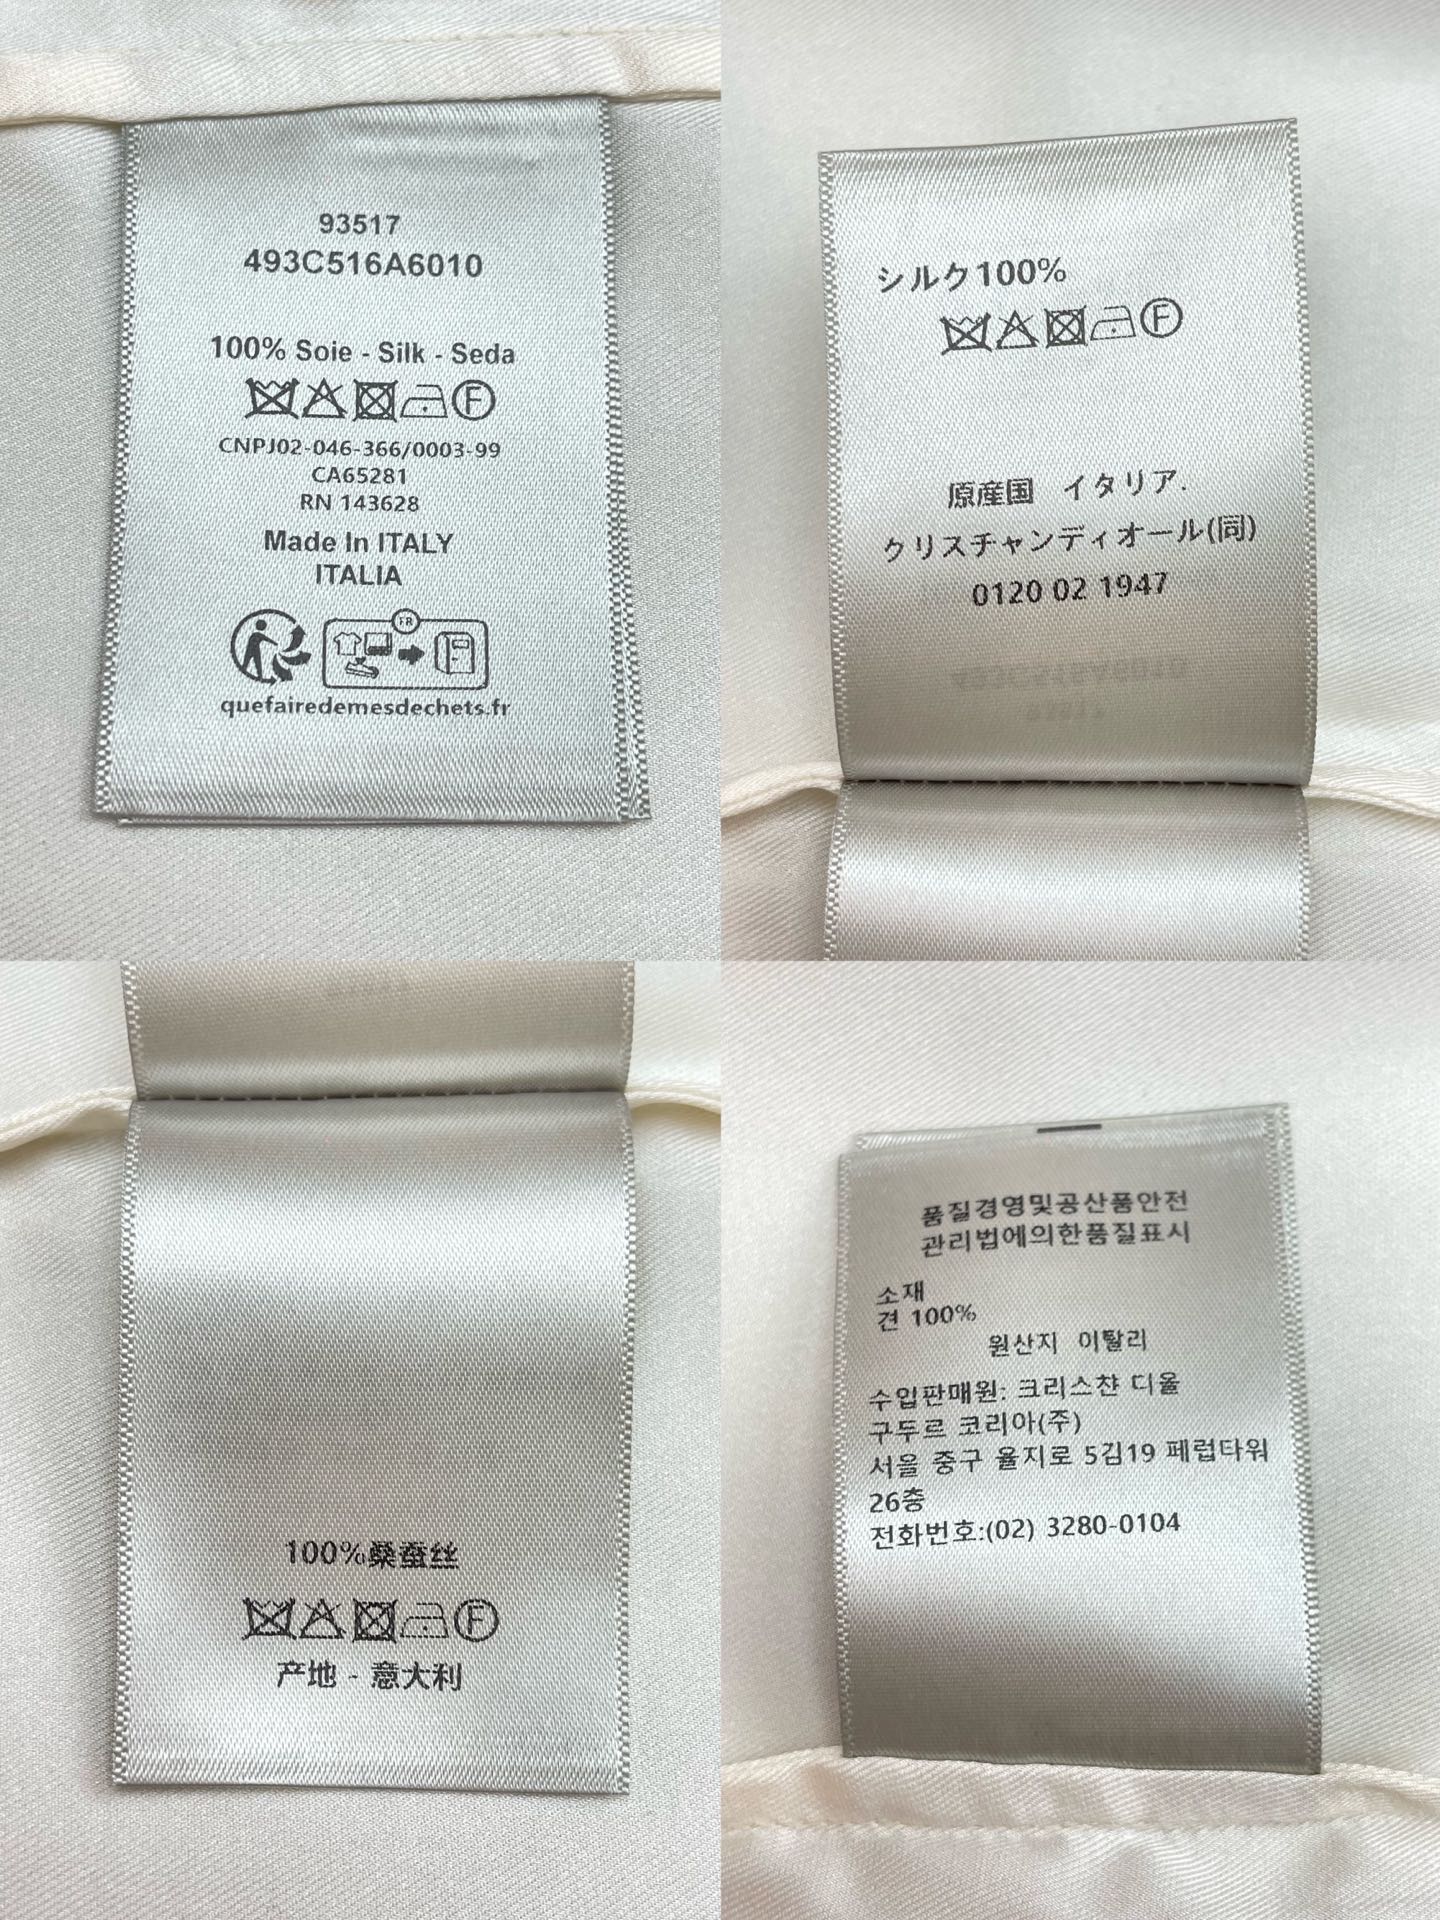 93517
493C516A6010
100% Soie - Silk - Seda
F
CNPJ02-046-366/0003-99
CA65281
RN 143628
Made In ITALY
ITALIA
FR
quefairedemesdechets.fr
シルク100%
F
原産国 イタリア.
クリスチャンディオール(同)
0120 02 1947
100%桑蚕丝
F
产地 - 意大利
품질경영및공산품안전
관리법에의한품질표시
소재
견 100%
원산지 이탈리
수입판매원: 크리스챤 디올
구두르 코리아(주)
서울 중구 율지로 5김19 페럽타워
26층
전화번호:(02) 3280-0104